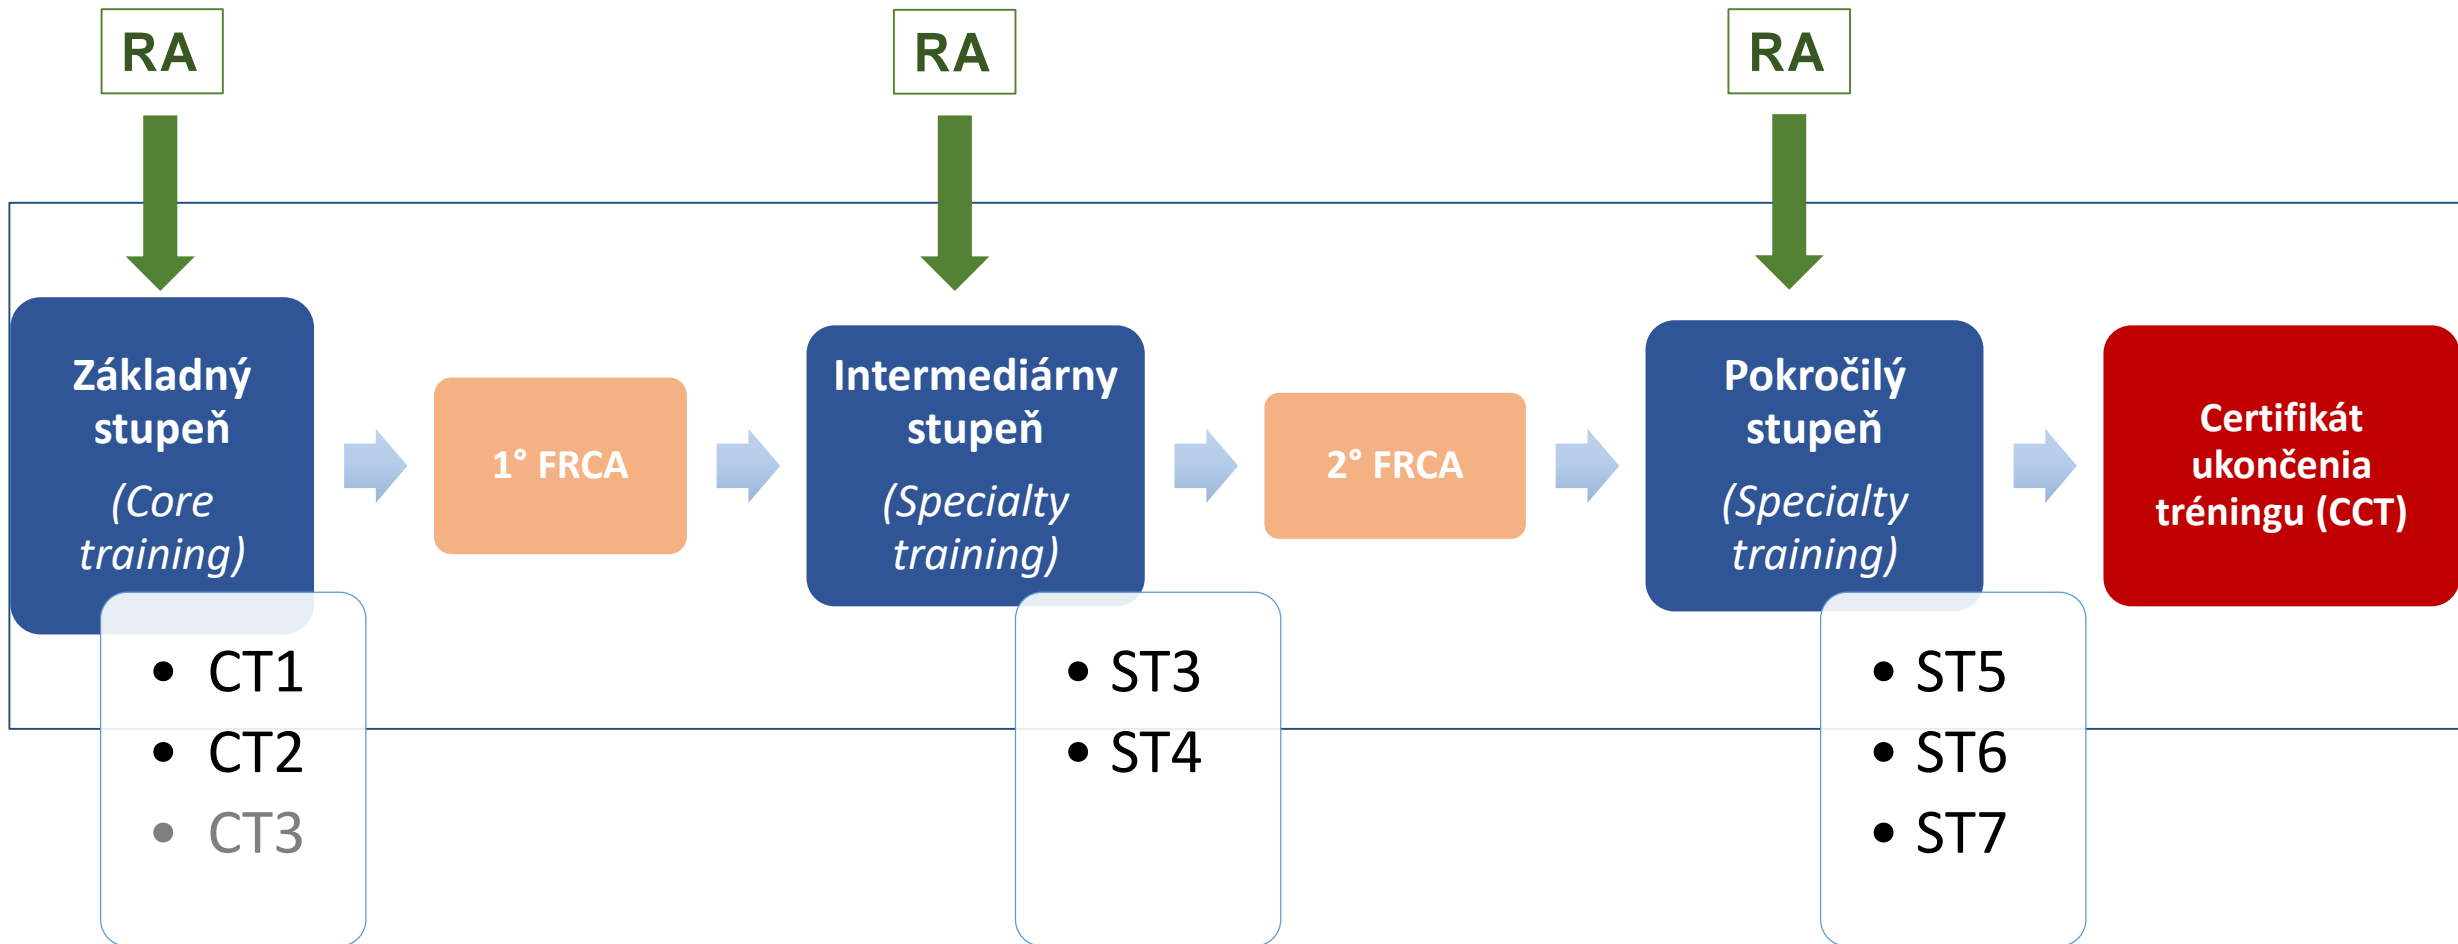 RA
RA
RA
Základný
stupeň
(Core
training)
1° FRCA
Intermediárny
stupeň
(Specialty
training)
2° FRCA
Pokročilý
stupeň
(Specialty
training)
Certifikát
ukončenia
tréningu (CCT)
• CT1
• CT2
• CT3
• ST3
• ST4
• ST5
• ST6
• ST7